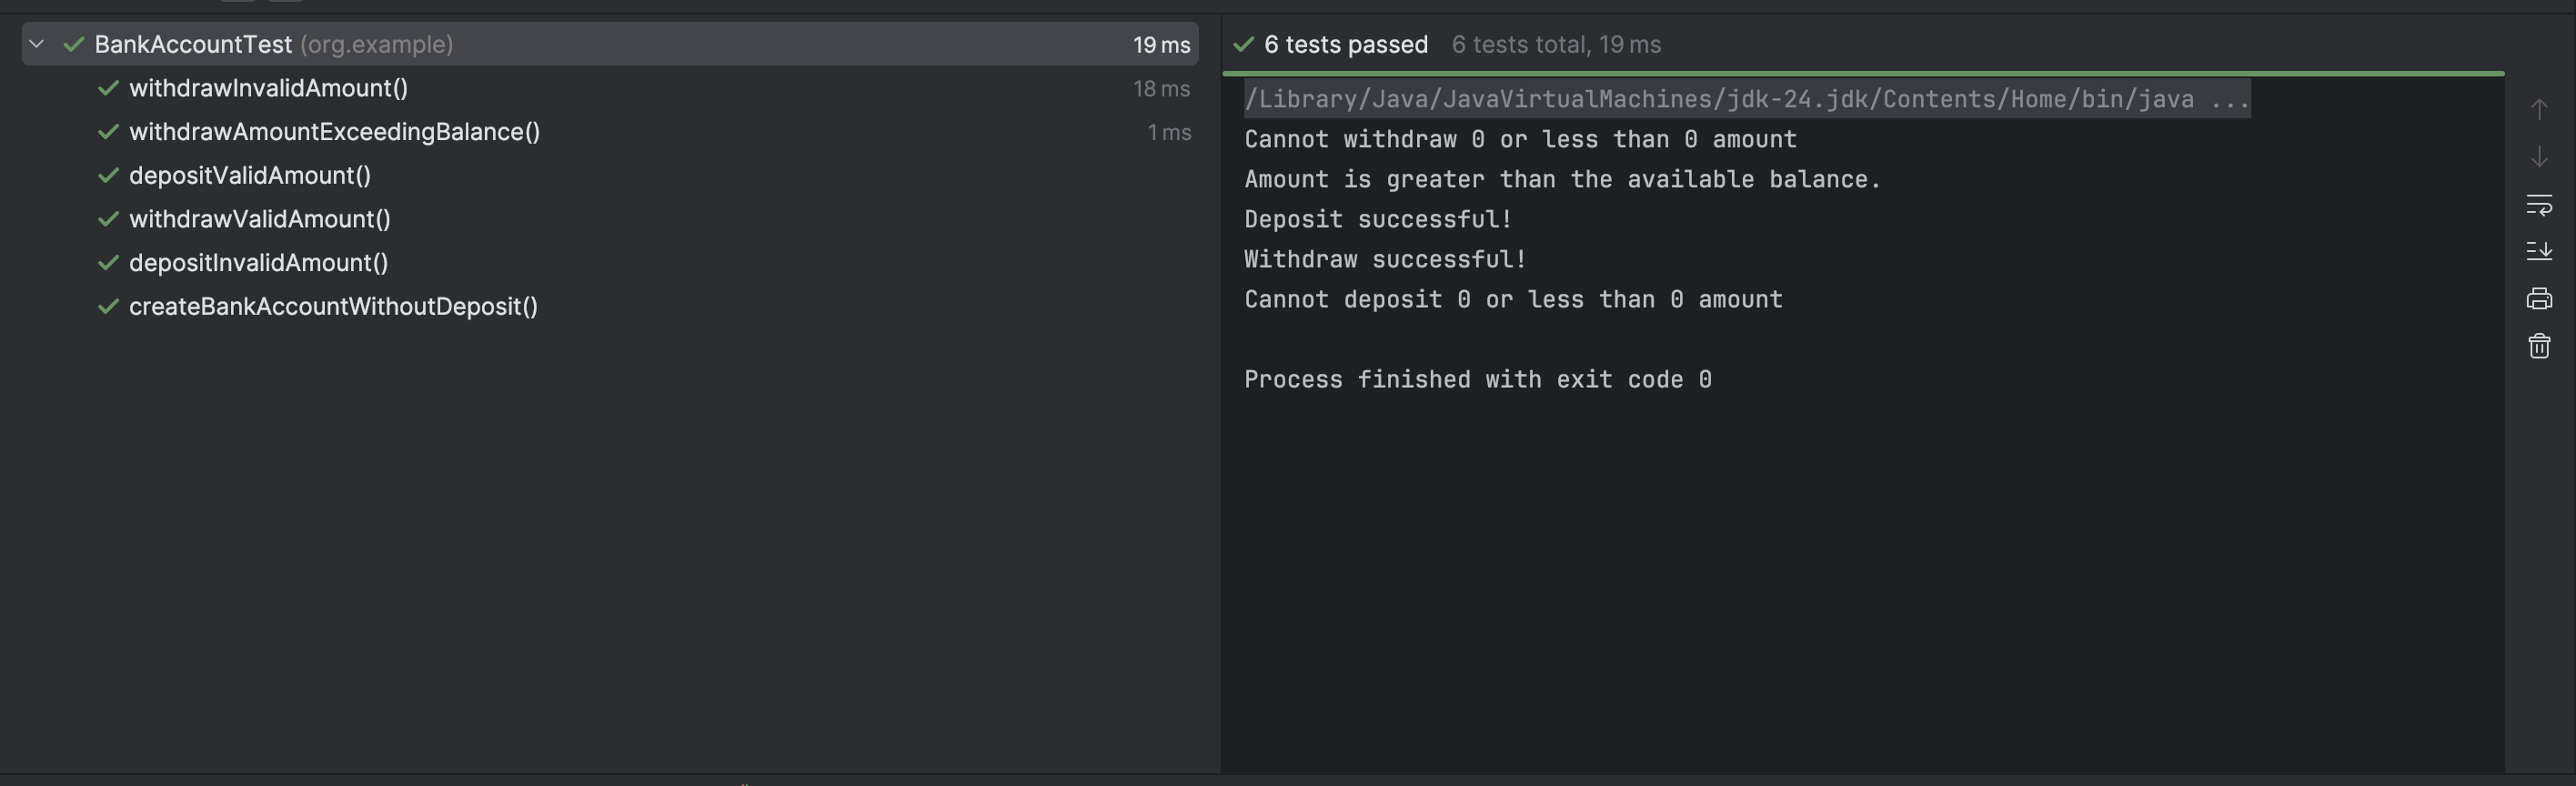 BankAccountTest (org.example) 19 ms
withdrawInvalidAmount() 18 ms
withdrawAmountExceedingBalance() 1 ms
depositValidAmount()
withdrawValidAmount()
depositInvalidAmount()
createBankAccountWithoutDeposit()
6 tests passed 6 tests total, 19 ms
/Library/Java/JavaVirtualMachines/jdk-24.jdk/Contents/Home/bin/java ...
Cannot withdraw 0 or less than 0 amount
Amount is greater than the available balance.
Deposit successful!
Withdraw successful!
Cannot deposit 0 or less than 0 amount
Process finished with exit code 0